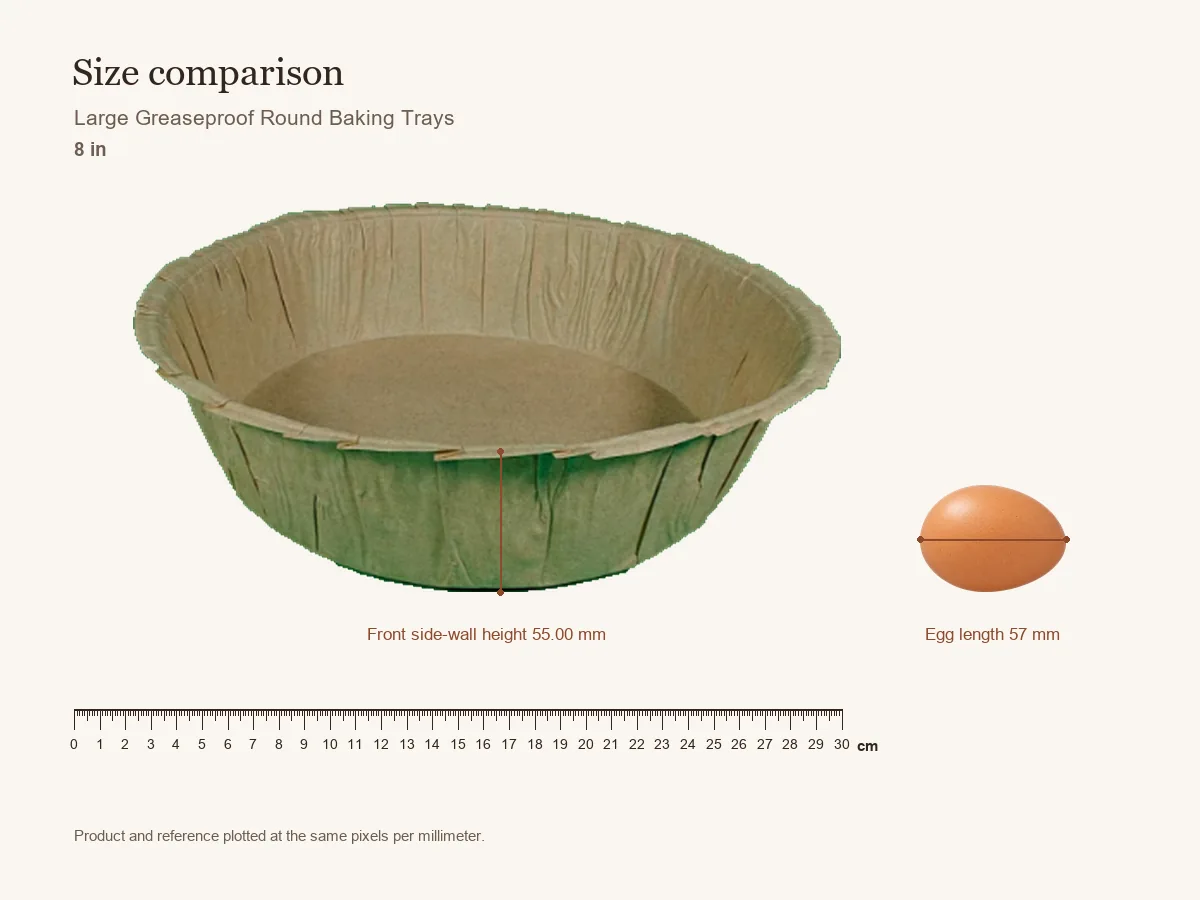 Size comparison
Large Greaseproof Round Baking Trays
8 in
Front side-wall height 55.00 mm
Egg length 57 mm
0 1 2 3 4 5 6 7 8 9 10 11 12 13 14 15 16 17 18 19 20 21 22 23 24 25 26 27 28 29 30 cm
Product and reference plotted at the same pixels per millimeter.